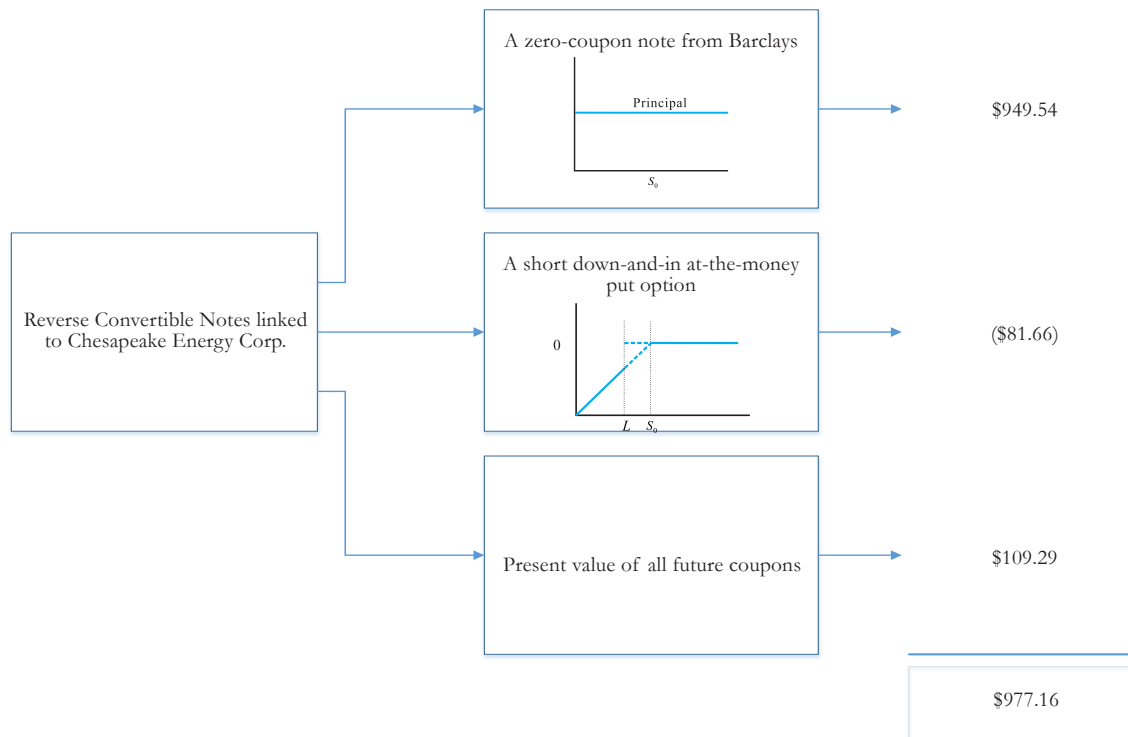 A zero-coupon note from Barclays
Principal
S₀
$949.54
Reverse Convertible Notes linked
to Chesapeake Energy Corp.
A short down-and-in at-the-money
put option
0
L S₀
($81.66)
Present value of all future coupons
$109.29
$977.16